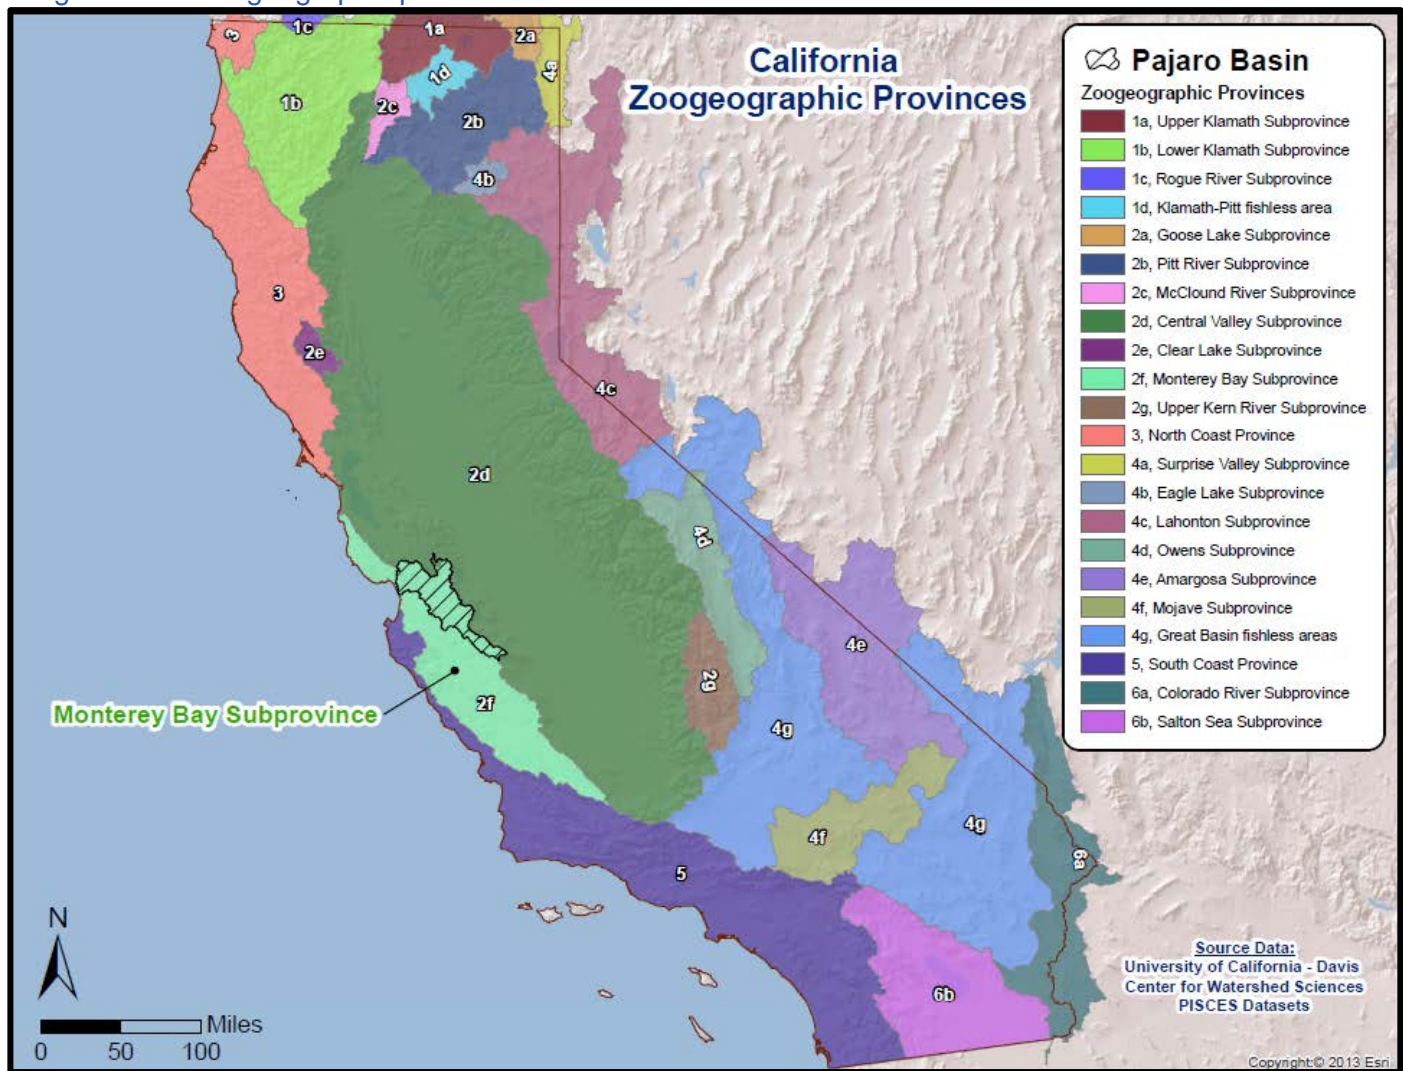 California
Zoogeographic Provinces
Pajaro Basin
Zoogeographic Provinces
1a, Upper Klamath Subprovince
1b, Lower Klamath Subprovince
1c, Rogue River Subprovince
1d, Klamath-Pitt fishless area
2a, Goose Lake Subprovince
2b, Pitt River Subprovince
2c, McClound River Subprovince
2d, Central Valley Subprovince
2e, Clear Lake Subprovince
2f, Monterey Bay Subprovince
2g, Upper Kern River Subprovince
3, North Coast Province
4a, Surprise Valley Subprovince
4b, Eagle Lake Subprovince
4c, Lahonton Subprovince
4d, Owens Subprovince
4e, Amargosa Subprovince
4f, Mojave Subprovince
4g, Great Basin fishless areas
5, South Coast Province
6a, Colorado River Subprovince
6b, Salton Sea Subprovince
3
1c
1a
2a
4a
1d
1b
2c
2b
4b
3
2e
4c
2d
4d
4e
2g
2f
Monterey Bay Subprovince
4g
4g
4f
6a
5
6b
N
Miles
0 50 100
Source Data:
University of California - Davis
Center for Watershed Sciences
PISCES Datasets
Copyright:© 2013 Esri